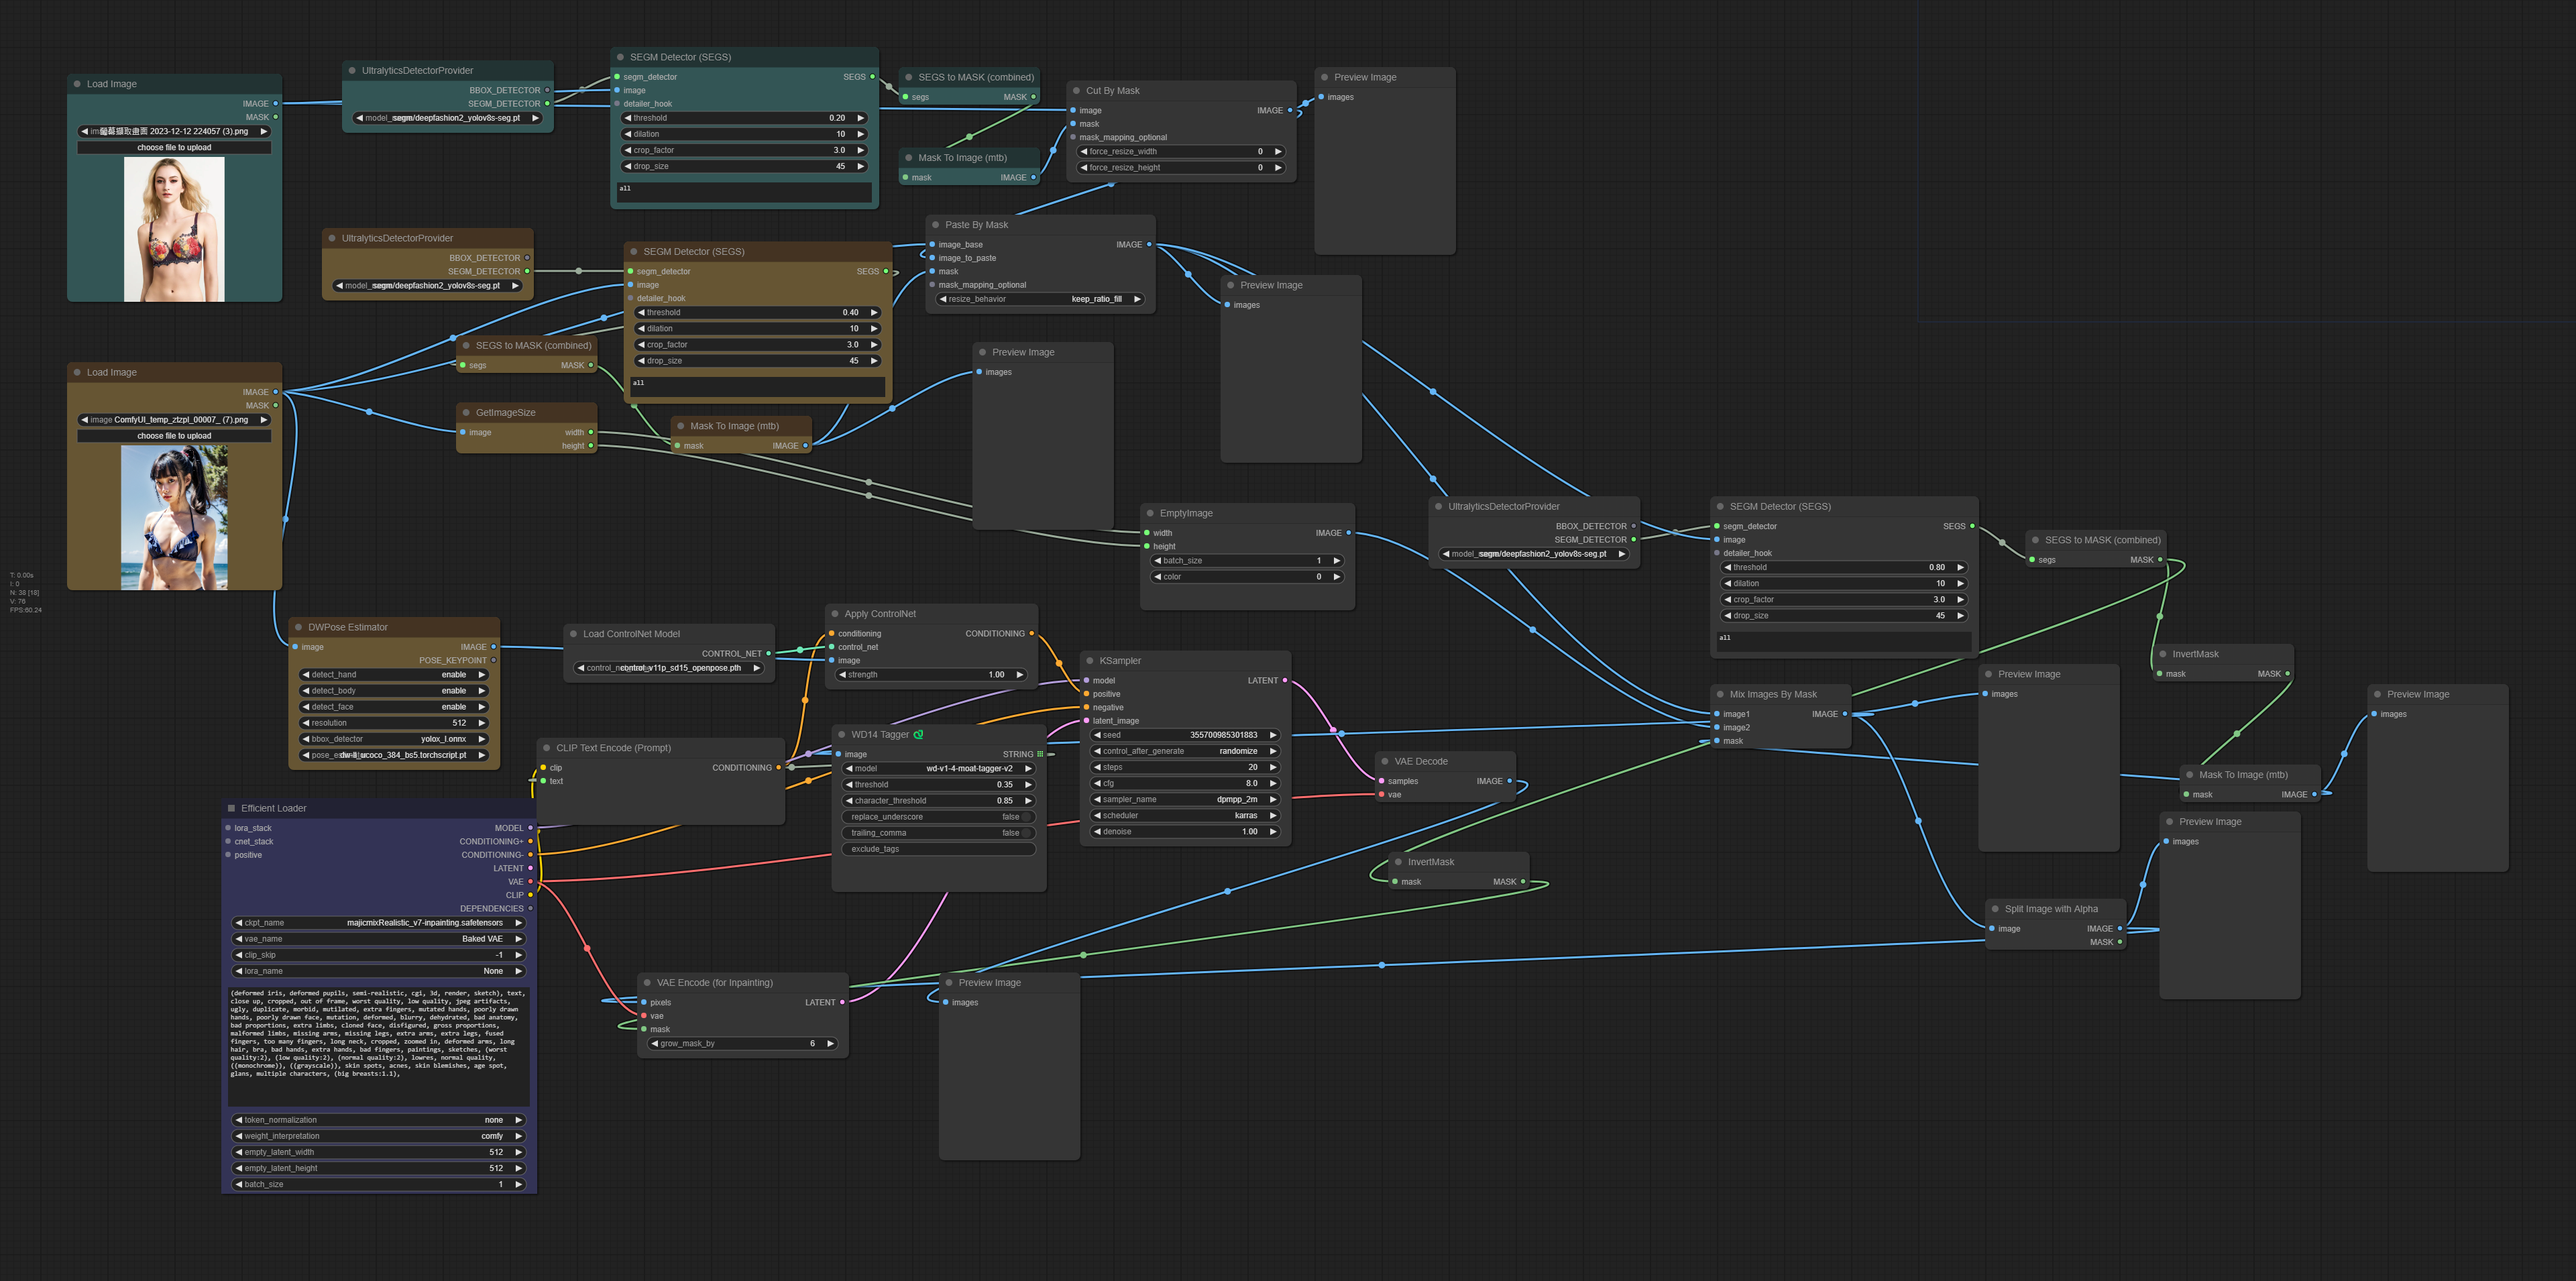 Load Image
IMAGE
MASK
2023-12-12 224057 (3).png
choose file to upload
UltralyticsDetectorProvider
BBOX_DETECTOR
SEGM_DETECTOR
segm/deepfashion2_yolov8s-seg.pt
SEGM Detector (SEGS)
segm_detector SEGS
image
detailer_hook
threshold 0.20
dilation 10
crop_factor 3.0
drop_size 45
all
SEGS to MASK (combined)
segs MASK
Mask To Image (mtb)
mask IMAGE
Cut By Mask
image IMAGE
mask
mask_mapping_optional
force_resize_width 0
force_resize_height 0
Preview Image
images
UltralyticsDetectorProvider
BBOX_DETECTOR
SEGM_DETECTOR
segm/deepfashion2_yolov8s-seg.pt
SEGM Detector (SEGS)
segm_detector SEGS
image
detailer_hook
threshold 0.40
dilation 10
crop_factor 3.0
drop_size 45
all
Paste By Mask
image_base IMAGE
image_to_paste
mask
mask_mapping_optional
resize_behavior keep_ratio_fill
Preview Image
images
Load Image
IMAGE
MASK
image ComfyUI_temp_ztzpl_00007_ (7).png
choose file to upload
SEGS to MASK (combined)
segs MASK
GetImageSize
image width
height
Mask To Image (mtb)
mask IMAGE
Preview Image
images
EmptyImage
width IMAGE
height
batch_size 1
color 0
UltralyticsDetectorProvider
BBOX_DETECTOR
SEGM_DETECTOR
segm/deepfashion2_yolov8s-seg.pt
SEGM Detector (SEGS)
segm_detector SEGS
image
detailer_hook
threshold 0.80
dilation 10
crop_factor 3.0
drop_size 45
all
SEGS to MASK (combined)
segs MASK
InvertMask
mask MASK
T: 0.00s
I: 0
N: 38 [18]
V: 76
FPS:60.24
DWPose Estimator
image IMAGE
POSE_KEYPOINT
detect_hand enable
detect_body enable
detect_face enable
resolution 512
bbox_detector yolox_l.onnx
Load ControlNet Model
CONTROL_NET
control_v11p_sd15_openpose.pth
Apply ControlNet
conditioning CONDITIONING
control_net
image
strength 1.00
KSampler
model LATENT
positive
negative
latent_image
seed 355700985301883
control_after_generate randomize
steps 20
cfg 8.0
sampler_name dpmpp_2m
scheduler karras
denoise 1.00
CLIP Text Encode (Prompt)
clip CONDITIONING
text
WD14 Tagger
image STRING
model wd-v1-4-moat-tagger-v2
threshold 0.35
character_threshold 0.85
replace_underscore false
trailing_comma false
exclude_tags
VAE Decode
samples IMAGE
vae
Mix Images By Mask
image1 IMAGE
image2
mask
Preview Image
images
Mask To Image (mtb)
mask IMAGE
Preview Image
images
Preview Image
images
InvertMask
mask MASK
Split Image with Alpha
image IMAGE
MASK
Efficient Loader
lora_stack MODEL
cnet_stack CONDITIONING+
positive CONDITIONING-
LATENT
VAE
CLIP
DEPENDENCIES
ckpt_name majicmixRealistic_v7-inpainting.safetensors
vae_name Baked VAE
clip_skip -1
lora_name None
(deformed iris, deformed pupils, semi-realistic, cgi, 3d, render, sketch), text,
close up, cropped, out of frame, worst quality, low quality, jpeg artifacts,
ugly, duplicate, morbid, mutilated, extra fingers, mutated hands, poorly drawn
hands, poorly drawn face, mutation, deformed, blurry, dehydrated, bad anatomy,
bad proportions, extra limbs, cloned face, disfigured, gross proportions,
malformed limbs, missing arms, missing legs, extra arms, extra legs, fused
fingers, too many fingers, long neck, cropped, zoomed in, deformed arms, long
hair, bra, bad hands, extra hands, bad fingers, paintings, sketches, (worst
quality:2), (low quality:2), (normal quality:2), lowres, normal quality,
((monochrome)), ((grayscale)), skin spots, acnes, skin blemishes, age spot,
glans, multiple characters, (big breasts:1.1),
token_normalization none
weight_interpretation comfy
empty_latent_width 512
empty_latent_height 512
batch_size 1
VAE Encode (for Inpainting)
pixels LATENT
vae
mask
grow_mask_by 6
Preview Image
images